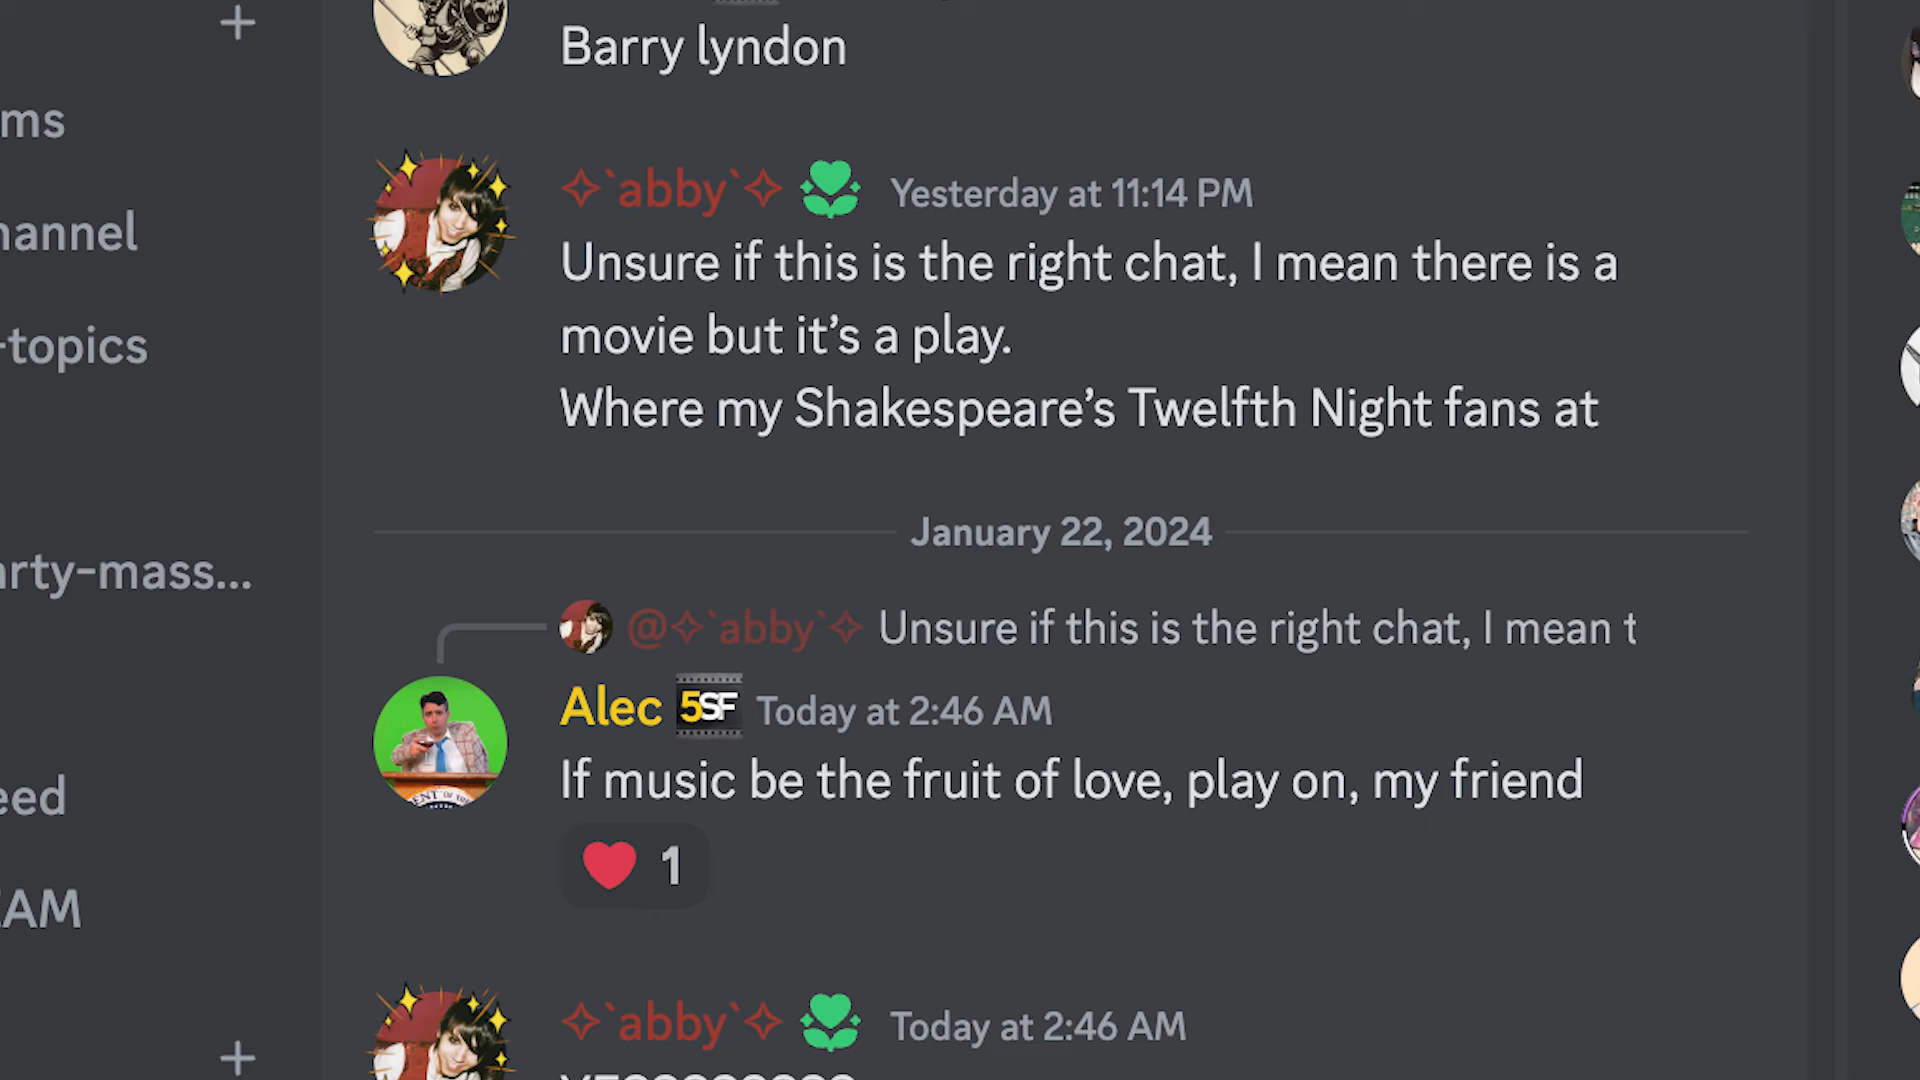 Barry lyndon
ms
✧`abby`✧ Yesterday at 11:14 PM
hannel
Unsure if this is the right chat, I mean there is a
movie but it’s a play.
-topics
Where my Shakespeare’s Twelfth Night fans at
January 22, 2024
arty-mass...
@✧`abby`✧ Unsure if this is the right chat, I mean t
Alec 5SF Today at 2:46 AM
If music be the fruit of love, play on, my friend
eed
1
EAM
✧`abby`✧ Today at 2:46 AM